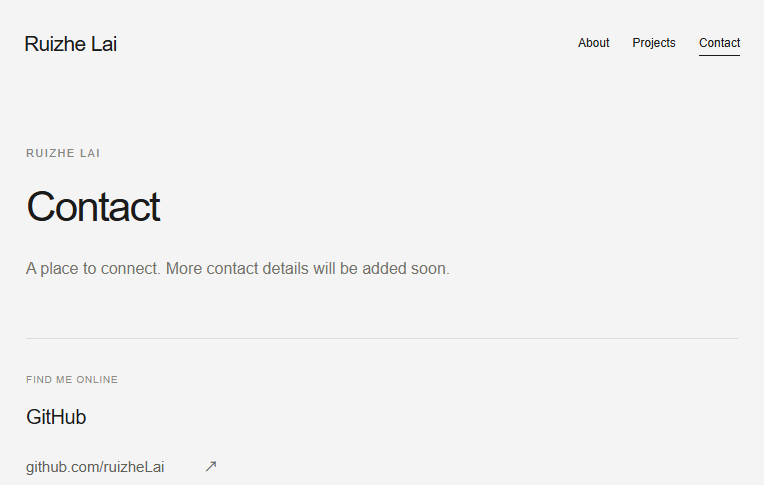 Ruizhe Lai
About Projects Contact
RUIZHE LAI
Contact
A place to connect. More contact details will be added soon.
FIND ME ONLINE
GitHub
github.com/ruizheLai ↗